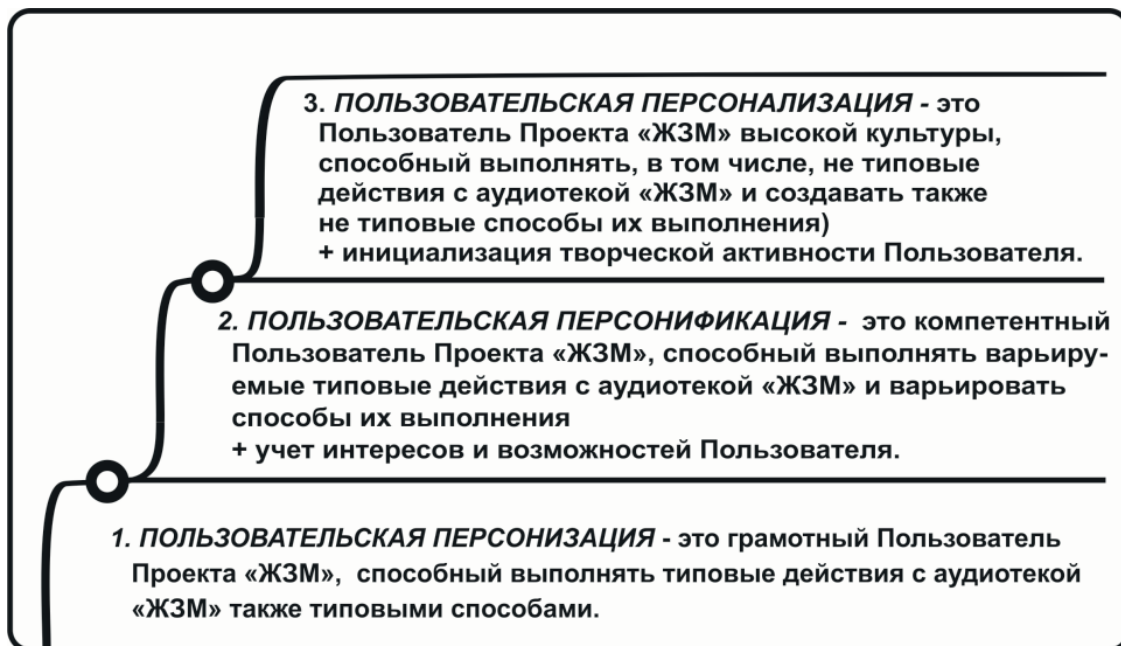 3. ПОЛЬЗОВАТЕЛЬСКАЯ ПЕРСОНАЛИЗАЦИЯ - это
Пользователь Проекта «ЖЗМ» высокой культуры,
способный выполнять, в том числе, не типовые
действия с аудиотекой «ЖЗМ» и создавать также
не типовые способы их выполнения)
+ инициализация творческой активности Пользователя.
2. ПОЛЬЗОВАТЕЛЬСКАЯ ПЕРСОНИФИКАЦИЯ - это компетентный
Пользователь Проекта «ЖЗМ», способный выполнять варьиру-
емые типовые действия с аудиотекой «ЖЗМ» и варьировать
способы их выполнения
+ учет интересов и возможностей Пользователя.
1. ПОЛЬЗОВАТЕЛЬСКАЯ ПЕРСОНИЗАЦИЯ - это грамотный Пользователь
Проекта «ЖЗМ», способный выполнять типовые действия с аудиотекой
«ЖЗМ» также типовыми способами.